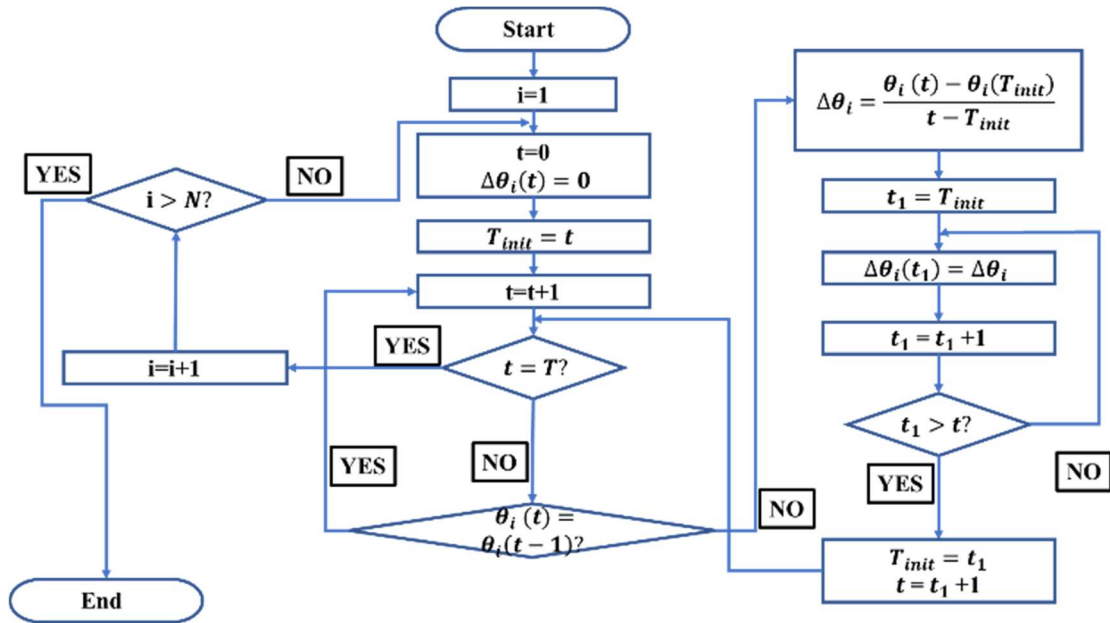 Start
i=1
t=0
Δθᵢ(t) = 0
T_init = t
t=t+1
t = T?
YES
NO
θᵢ (t) =
θᵢ(t − 1)?
YES
NO
i=i+1
i > N?
YES
NO
End
Δθᵢ = (θᵢ (t) − θᵢ(T_init)) / (t − T_init)
t₁ = T_init
Δθᵢ(t₁) = Δθᵢ
t₁ = t₁ +1
t₁ > t?
NO
YES
T_init = t₁
t = t₁ +1